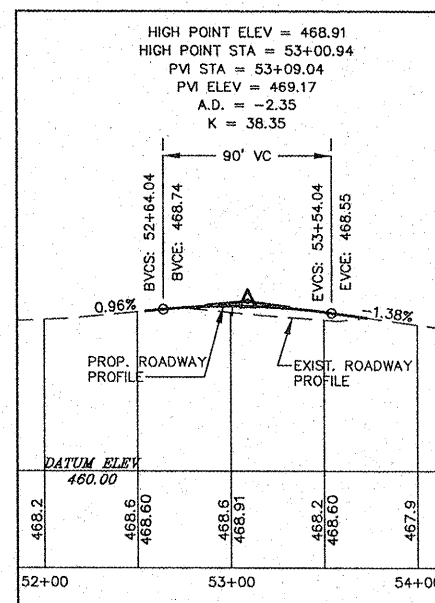 HIGH POINT ELEV = 468.91
HIGH POINT STA = 53+00.94
PVI STA = 53+09.04
PVI ELEV = 469.17
A.D. = -2.35
K = 38.35
90' VC
BVCS: 52+64.04
BVCE: 468.74
EVCS: 53+54.04
EVCE: 468.55
0.96%
-1.38%
PROP. ROADWAY
PROFILE
EXIST. ROADWAY
PROFILE
DATUM ELEV
460.00
468.2
468.6
468.60
468.6
468.91
468.2
468.60
467.9
52+00
53+00
54+00